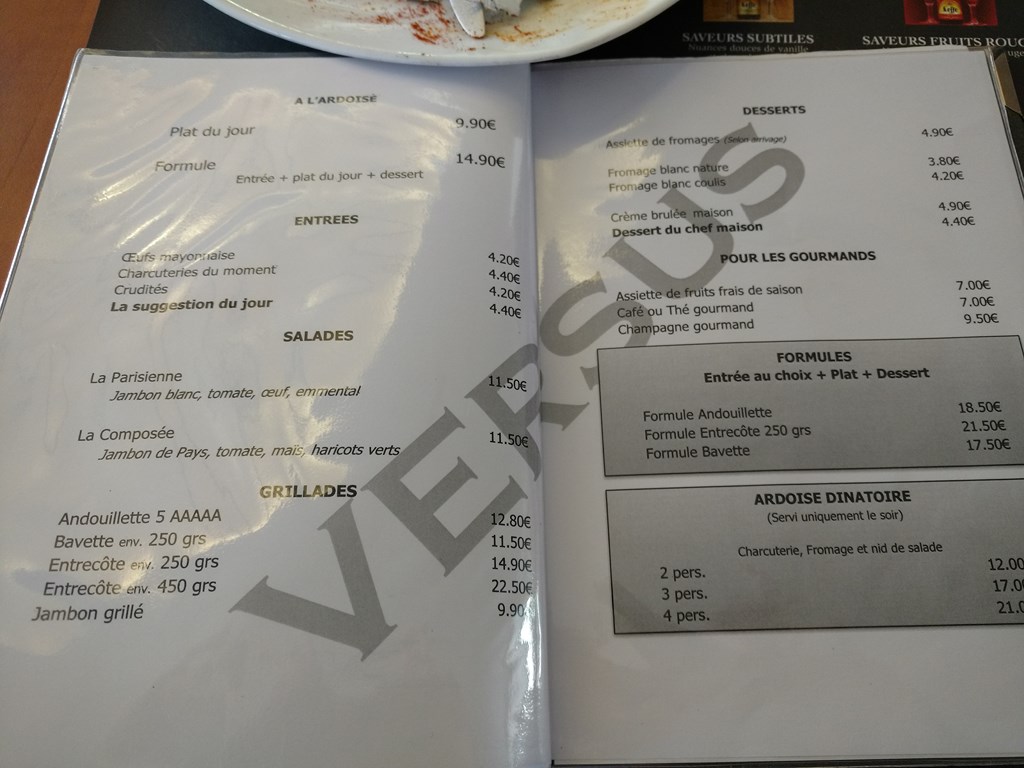 SAVEURS SUBTILES
Nuances douces de vanille
SAVEURS FRUITS ROUG
A L'ARDOISE
Plat du jour 9.90€
Formule 14.90€
Entrée + plat du jour + dessert
ENTREES
Œufs mayonnaise 4.20€
Charcuteries du moment 4.40€
Crudités 4.20€
La suggestion du jour 4.40€
SALADES
La Parisienne 11.50€
Jambon blanc, tomate, œuf, emmental
La Composée 11.50€
Jambon de Pays, tomate, maïs, haricots verts
GRILLADES
Andouillette 5 AAAAA 12.80€
Bavette env. 250 grs 11.50€
Entrecôte env. 250 grs 14.90€
Entrecôte env. 450 grs 22.50€
Jambon grillé 9.90
VERSUS
DESSERTS
Assiette de fromages (Selon arrivage) 4.90€
Fromage blanc nature 3.80€
Fromage blanc coulis 4.20€
Crème brulée maison 4.90€
Dessert du chef maison 4.40€
POUR LES GOURMANDS
Assiette de fruits frais de saison 7.00€
Café ou Thé gourmand 7.00€
Champagne gourmand 9.50€
FORMULES
Entrée au choix + Plat + Dessert
Formule Andouillette 18.50€
Formule Entrecôte 250 grs 21.50€
Formule Bavette 17.50€
ARDOISE DINATOIRE
(Servi uniquement le soir)
Charcuterie, Fromage et nid de salade
2 pers. 12.00
3 pers. 17.0
4 pers. 21.0